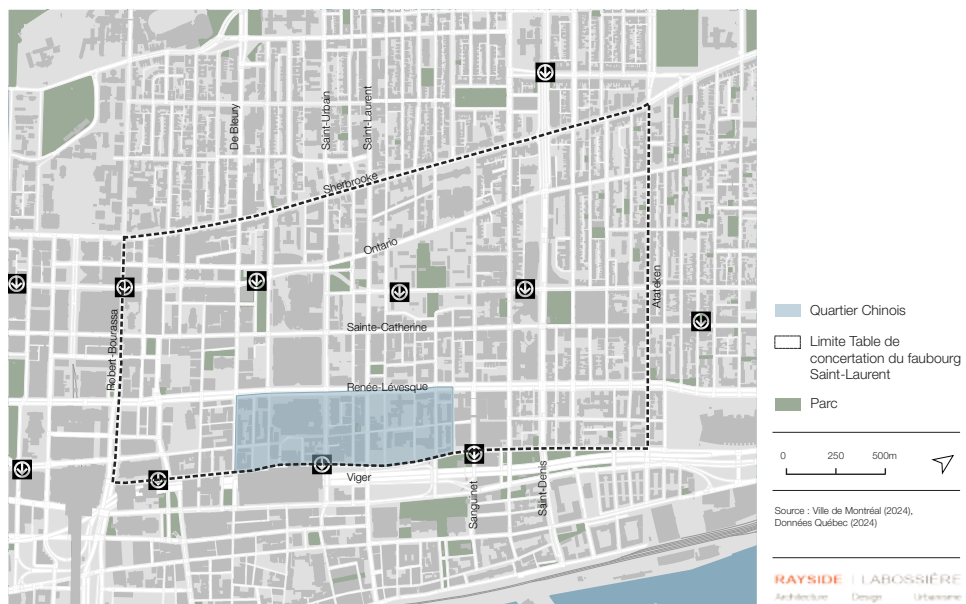 De Bleury
Saint-Urbain
Saint-Laurent
Sherbrooke
Ontario
Atateken
Robert-Bourassa
Sainte-Catherine
Renée-Lévesque
Viger
Sanguinet
Saint-Denis
Quartier Chinois
Limite Table de
concertation du faubourg
Saint-Laurent
Parc
0 250 500m
Source : Ville de Montréal (2024),
Données Québec (2024)
RAYSIDE | LABOSSIÈRE
Architecture Design Urbanisme